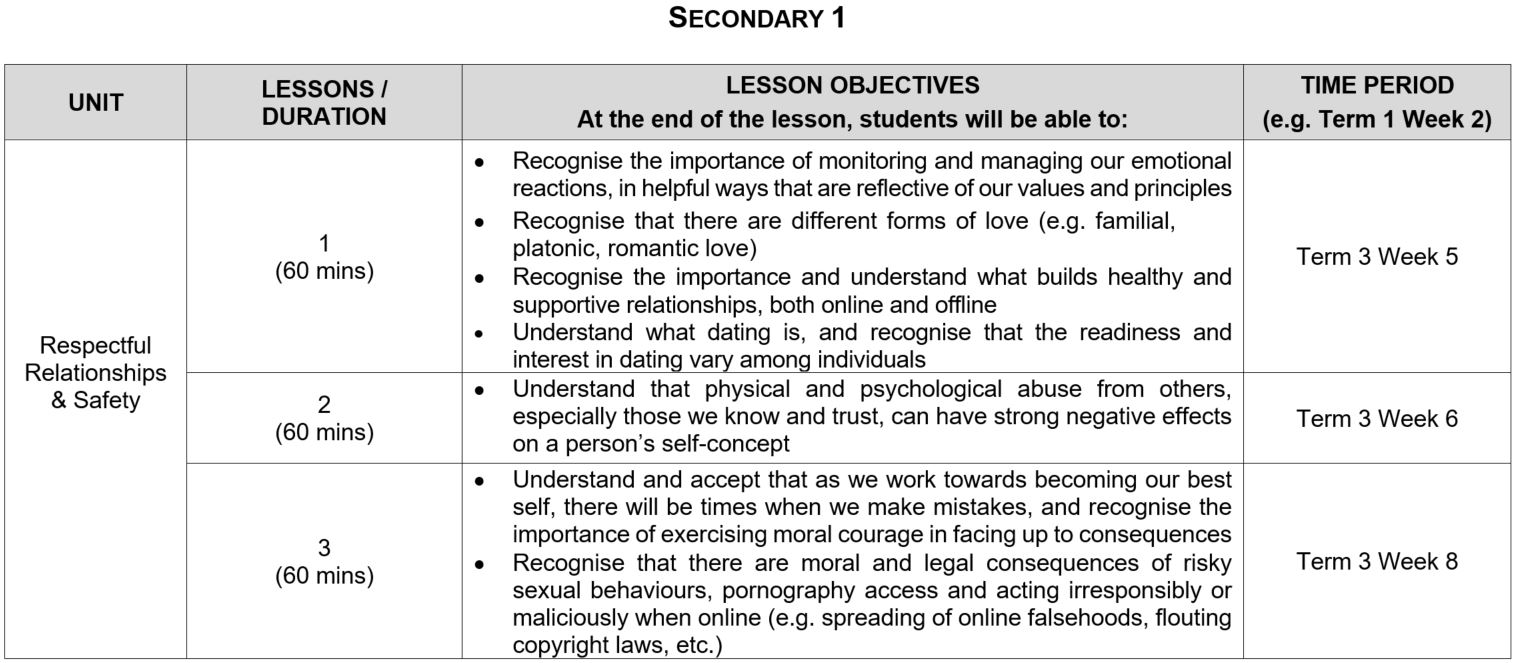 SECONDARY 1
UNIT
LESSONS /
DURATION
LESSON OBJECTIVES
At the end of the lesson, students will be able to:
TIME PERIOD
(e.g. Term 1 Week 2)
Respectful
Relationships
& Safety
1
(60 mins)
• Recognise the importance of monitoring and managing our emotional
reactions, in helpful ways that are reflective of our values and principles
• Recognise that there are different forms of love (e.g. familial,
platonic, romantic love)
• Recognise the importance and understand what builds healthy and
supportive relationships, both online and offline
• Understand what dating is, and recognise that the readiness and
interest in dating vary among individuals
Term 3 Week 5
2
(60 mins)
• Understand that physical and psychological abuse from others,
especially those we know and trust, can have strong negative effects
on a person’s self-concept
Term 3 Week 6
3
(60 mins)
• Understand and accept that as we work towards becoming our best
self, there will be times when we make mistakes, and recognise the
importance of exercising moral courage in facing up to consequences
• Recognise that there are moral and legal consequences of risky
sexual behaviours, pornography access and acting irresponsibly or
maliciously when online (e.g. spreading of online falsehoods, flouting
copyright laws, etc.)
Term 3 Week 8